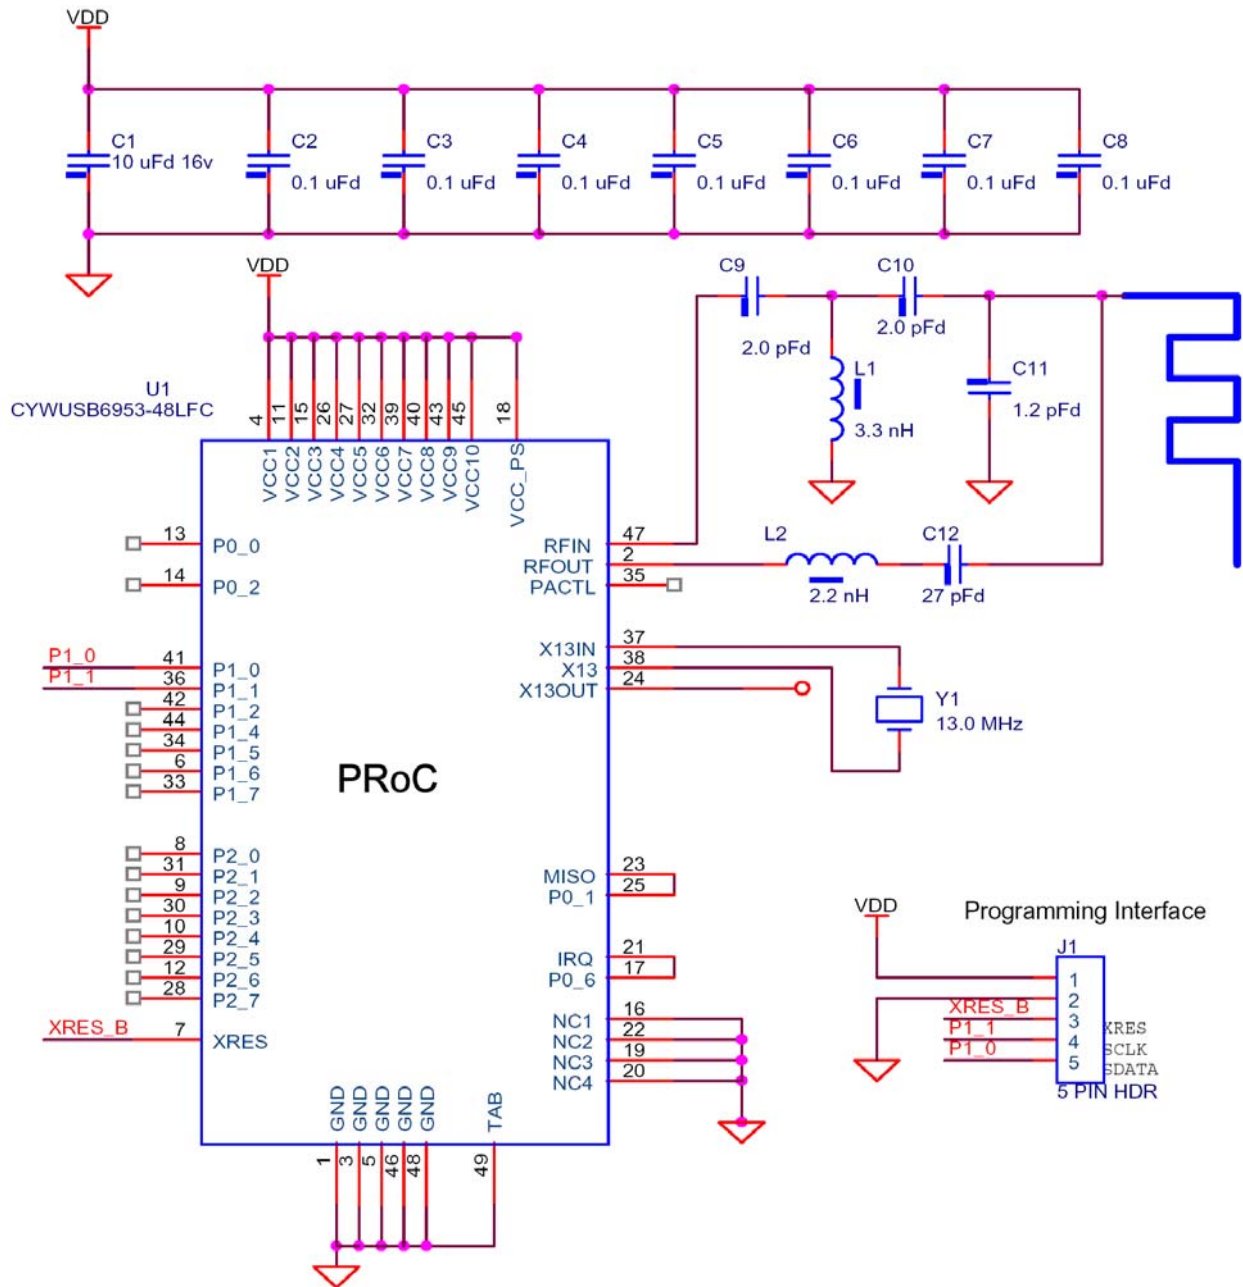 VDD
C1
10 uFd 16v
C2
0.1 uFd
C3
0.1 uFd
C4
0.1 uFd
C5
0.1 uFd
C6
0.1 uFd
C7
0.1 uFd
C8
0.1 uFd
VDD
C9
2.0 pFd
C10
2.0 pFd
L1
3.3 nH
C11
1.2 pFd
U1
CYWUSB6953-48LFC
4
11
15
26
27
32
39
40
43
45
18
VCC1
VCC2
VCC3
VCC4
VCC5
VCC6
VCC7
VCC8
VCC9
VCC10
VCC_PS
13 P0_0
14 P0_2
P1_0 41 P1_0
P1_1 36 P1_1
42 P1_2
44 P1_4
34 P1_5
6 P1_6
33 P1_7
8 P2_0
31 P2_1
9 P2_2
30 P2_3
10 P2_4
29 P2_5
12 P2_6
28 P2_7
XRES_B 7 XRES
PRoC
RFIN 47
RFOUT 2
PACTL 35
L2
2.2 nH
C12
27 pFd
X13IN 37
X13 38
X13OUT 24
Y1
13.0 MHz
MISO 23
P0_1 25
IRQ 21
P0_6 17
NC1 16
NC2 22
NC3 19
NC4 20
GND
GND
GND
GND
GND
TAB
1
3
5
46
48
49
VDD
Programming Interface
J1
1
2
XRES_B 3 XRES
P1_1 4 SCLK
P1_0 5 SDATA
5 PIN HDR